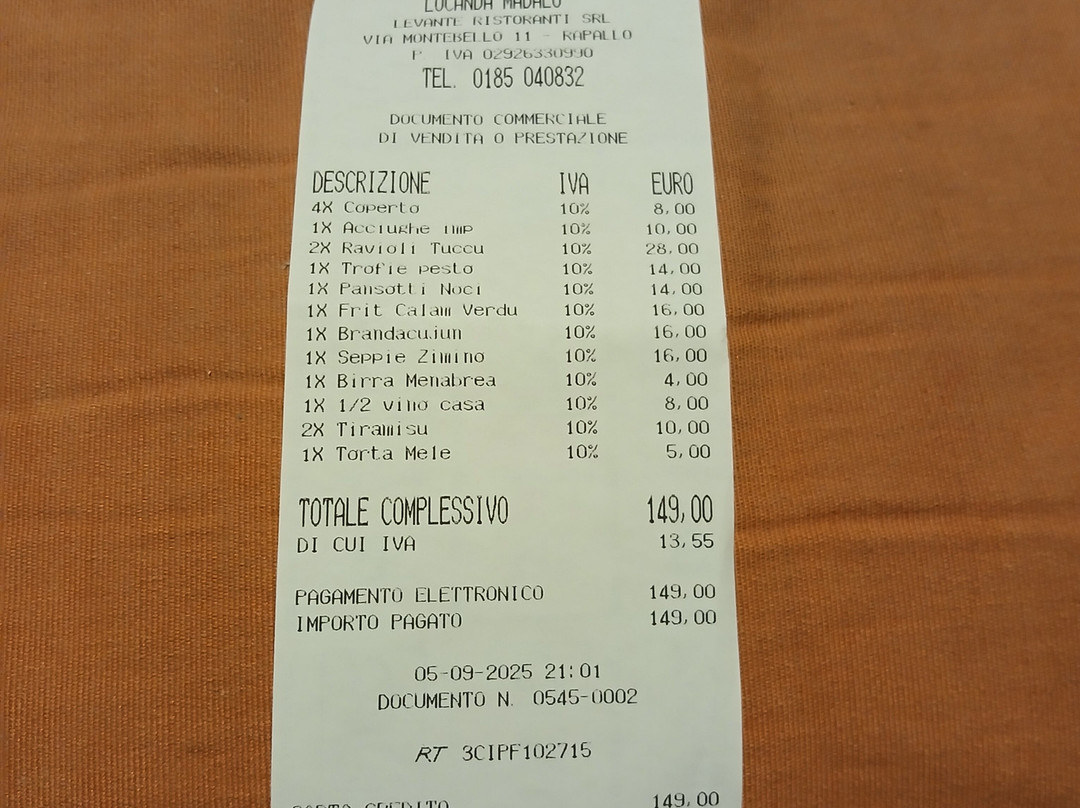 LOCANDA MADALÙ
LEVANTE RISTORANTI SRL
VIA MONTEBELLO 11 - RAPALLO
P IVA 02926330990
TEL. 0185 040832
DOCUMENTO COMMERCIALE
DI VENDITA O PRESTAZIONE
DESCRIZIONE IVA EURO
4X Coperto 10% 8,00
1X Acciughe imp 10% 10,00
2X Ravioli Tuccu 10% 28,00
1X Trofie pesto 10% 14,00
1X Pansotti Noci 10% 14,00
1X Frit Calam Verdu 10% 16,00
1X Brandacujun 10% 16,00
1X Seppie Zimino 10% 16,00
1X Birra Menabrea 10% 4,00
1X 1/2 vino casa 10% 8,00
2X Tiramisu 10% 10,00
1X Torta Mele 10% 5,00
TOTALE COMPLESSIVO 149,00
DI CUI IVA 13,55
PAGAMENTO ELETTRONICO 149,00
IMPORTO PAGATO 149,00
05-09-2025 21:01
DOCUMENTO N. 0545-0002
RT 3CIPF102715
CARTA CREDITO 149,00